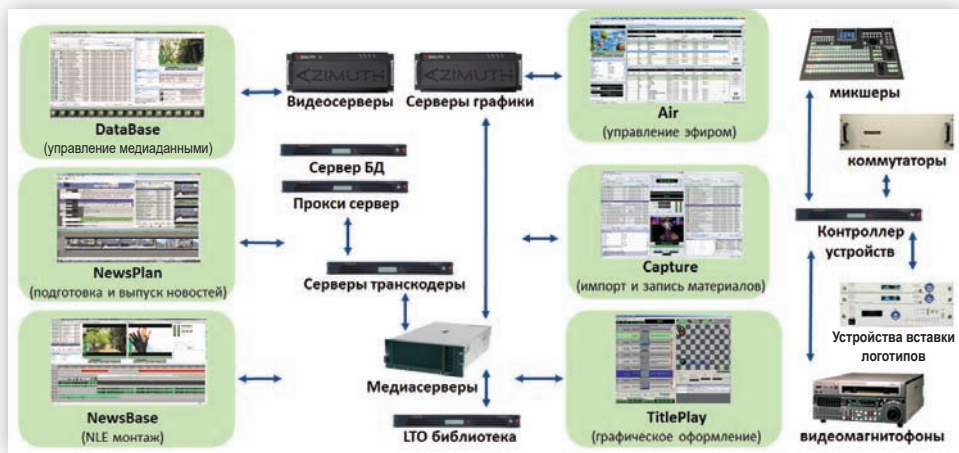 AZIMUTH
AZIMUTH
Видеосерверы
Серверы графики
DataBase
(управление медиаданными)
Air
(управление эфиром)
микшеры
коммутаторы
Сервер БД
Прокси сервер
NewsPlan
(подготовка и выпуск новостей)
Серверы транскодеры
Capture
(импорт и запись материалов)
Контроллер
устройств
Устройства вставки
логотипов
Медиасерверы
NewsBase
(NLE монтаж)
LTO библиотека
TitlePlay
(графическое оформление)
видеомагнитофоны